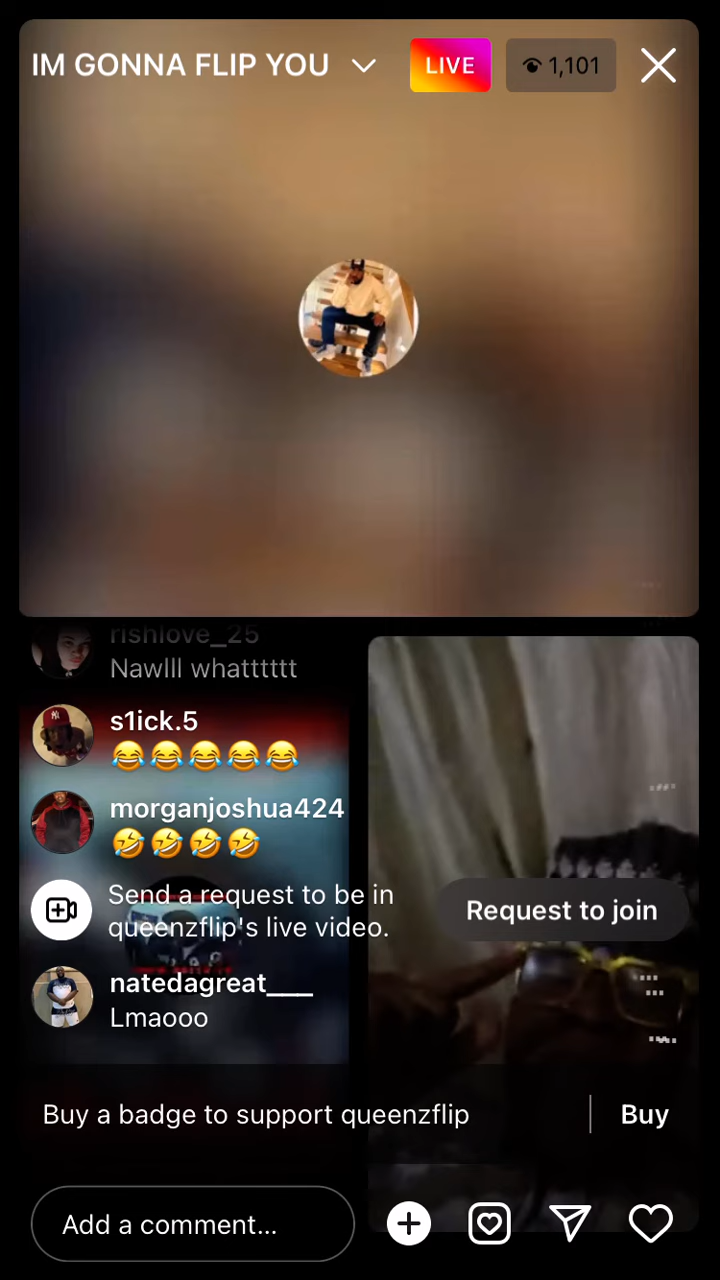 IM GONNA FLIP YOU
LIVE
1,101
rishlove_25
Nawlll whatttttt
s1ick.5
😂😂😂😂😂
morganjoshua424
🤣🤣🤣🤣
Send a request to be in
queenzflip's live video.
Request to join
natedagreat___
Lmaooo
Buy a badge to support queenzflip
Buy
Add a comment...